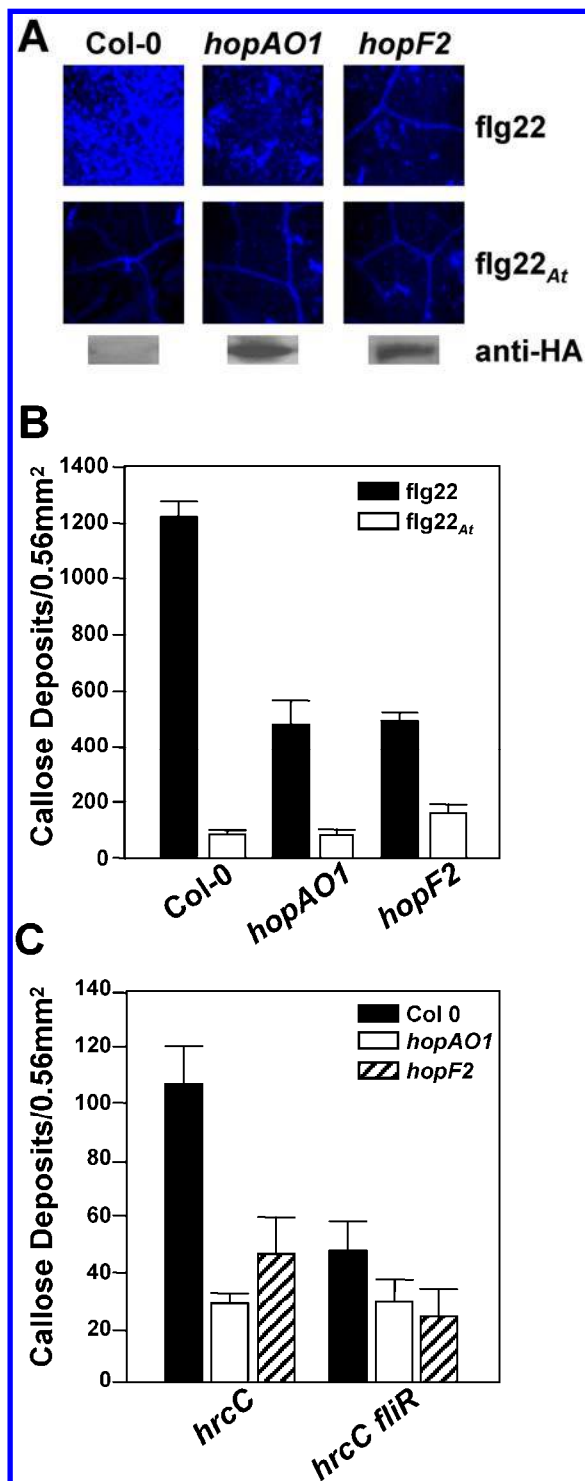 A
Col-0 hopAO1 hopF2
flg22
flg22At
anti-HA
B
Callose Deposits/0.56mm²
1400
1200
1000
800
600
400
200
0
flg22
flg22At
Col-0
hopAO1
hopF2
C
Callose Deposits/0.56mm²
140
120
100
80
60
40
20
0
Col 0
hopAO1
hopF2
hrcC
hrcC fliR